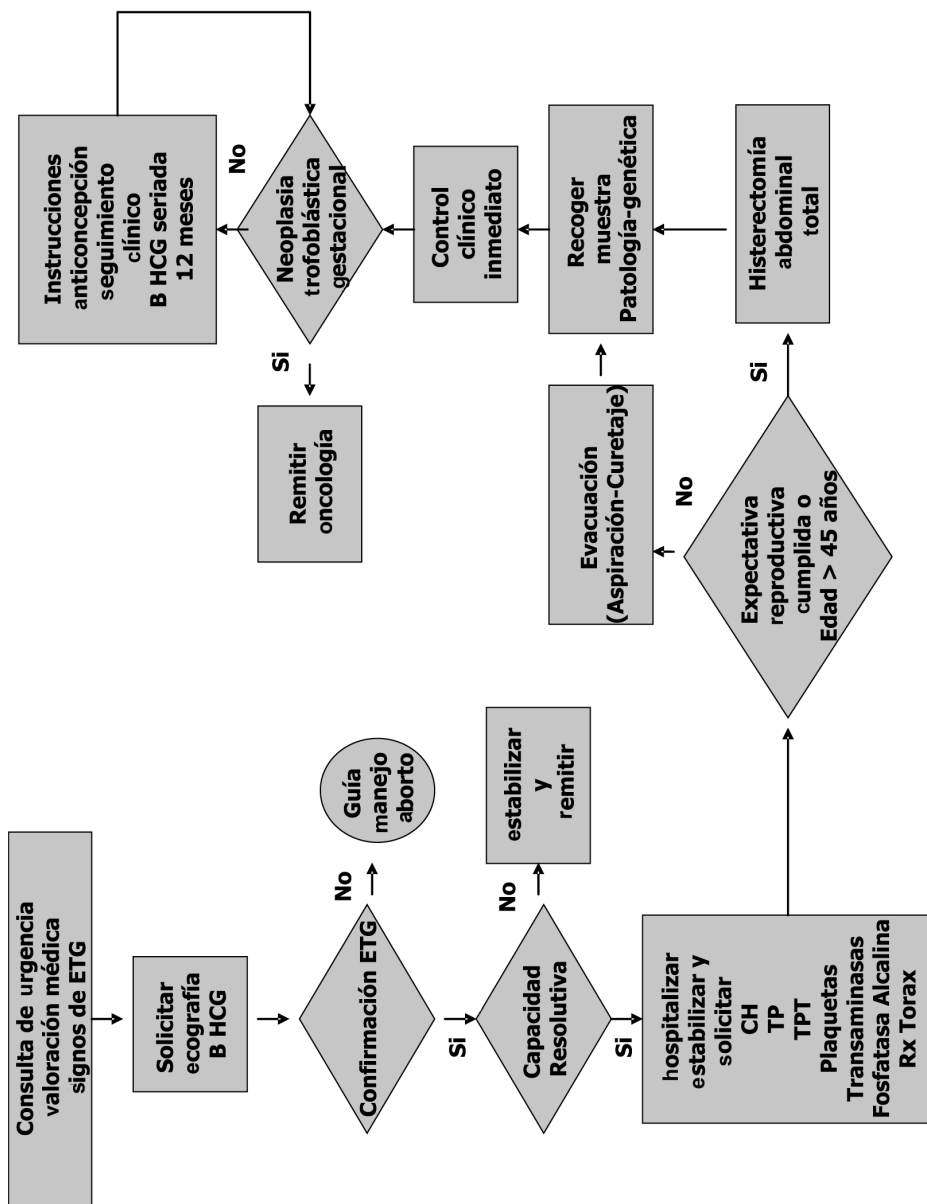 Consulta de urgencia
valoración médica
signos de ETG
Solicitar
ecografía
B HCG
Confirmación ETG
No
Guía
manejo
aborto
Si
Capacidad
Resolutiva
No
estabilizar
y
remitir
Si
hospitalizar
estabilizar y
solicitar
CH
TP
TPT
Plaquetas
Transaminasas
Fosfatasa Alcalina
Rx Torax
Expectativa
reproductiva
cumplida o
Edad > 45 años
No
Evacuación
(Aspiración-Curetaje)
Si
Histerectomía
abdominal
total
Recoger
muestra
Patología-genética
Control
clínico
inmediato
Neoplasia
trofoblástica
gestacional
Si
Remitir
oncología
No
Instrucciones
anticoncepción
seguimiento
clínico
B HCG seriada
12 meses